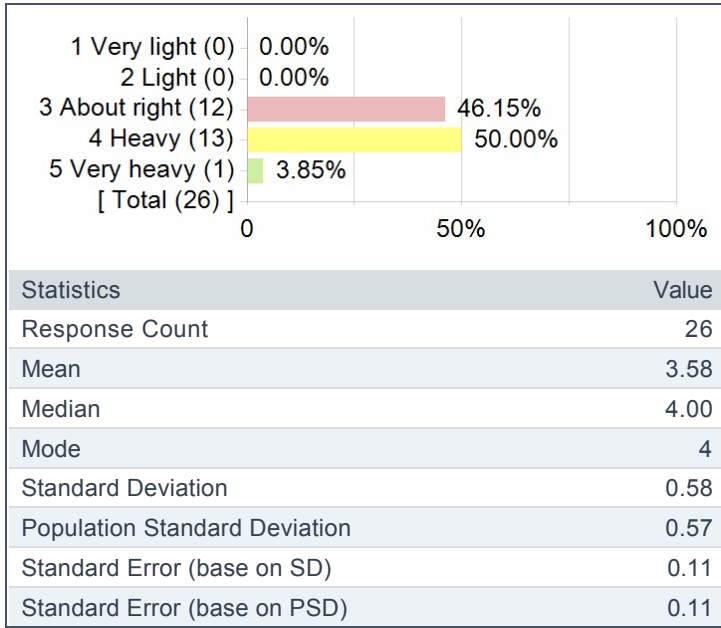 1 Very light (0) 0.00%
2 Light (0) 0.00%
3 About right (12) 46.15%
4 Heavy (13) 50.00%
5 Very heavy (1) 3.85%
[ Total (26) ]
0 50% 100%
Statistics Value
Response Count 26
Mean 3.58
Median 4.00
Mode 4
Standard Deviation 0.58
Population Standard Deviation 0.57
Standard Error (base on SD) 0.11
Standard Error (base on PSD) 0.11